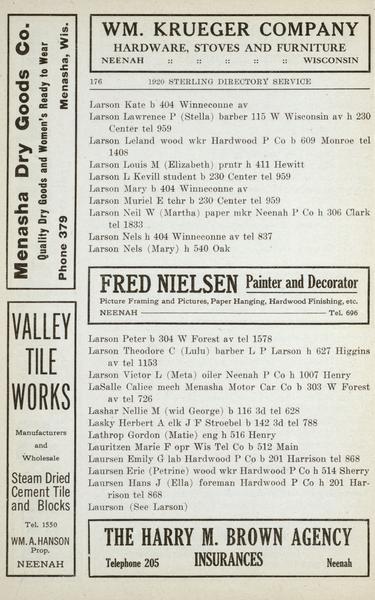 WM. KRUEGER COMPANY
HARDWARE, STOVES AND FURNITURE
NEENAH :: :: :: :: :: WISCONSIN
176 1920 STERLING DIRECTORY SERVICE
Larson Kate b 404 Winneconne av
Larson Lawrence P (Stella) barber 115 W Wisconsin av h 230
Center tel 959
Larson Leland wood wkr Hardwood P Co b 609 Monroe tel
1408
Larson Louis M (Elizabeth) prntr h 411 Hewitt
Larson L Kevill student b 230 Center tel 959
Larson Mary b 404 Winneconne av
Larson Muriel E tchr b 230 Center tel 959
Larson Neil W (Martha) paper mkr Neenah P Co h 306 Clark
tel 1833
Larson Nels h 404 Winneconne av tel 837
Larson Nels (Mary) h 540 Oak
FRED NIELSEN Painter and Decorator
Picture Framing and Pictures, Paper Hanging, Hardwood Finishing, etc.
NEENAH Tel. 696
Larson Peter b 304 W Forest av tel 1578
Larson Theodore C (Lulu) barber L P Larson h 627 Higgins
av tel 1153
Larson Victor L (Meta) oiler Neenah P Co h 1007 Henry
LaSalle Calice mech Menasha Motor Car Co b 303 W Forest
av tel 726
Lashar Nellie M (wid George) b 116 3d tel 628
Lasky Herbert A clk J F Stroebel b 142 3d tel 788
Lathrop Gordon (Matie) eng h 516 Henry
Lauritzen Marie F opr Wis Tel Co b 512 Main
Laursen Emily G lab Hardwood P Co b 201 Harrison tel 868
Laursen Eric (Petrine) wood wkr Hardwood P Co h 514 Sherry
Laursen Hans J (Ella) foreman Hardwood P Co h 201 Har-
rison tel 868
Laurson (See Larson)
THE HARRY M. BROWN AGENCY
Telephone 205 INSURANCES Neenah
Menasha Dry Goods Co.
Quality Dry Goods and Women's Ready to Wear
Phone 379 Menasha, Wis.
VALLEY
TILE
WORKS
Manufacturers
and
Wholesale
Steam Dried
Cement Tile
and Blocks
Tel. 1550
WM. A. HANSON
Prop.
NEENAH